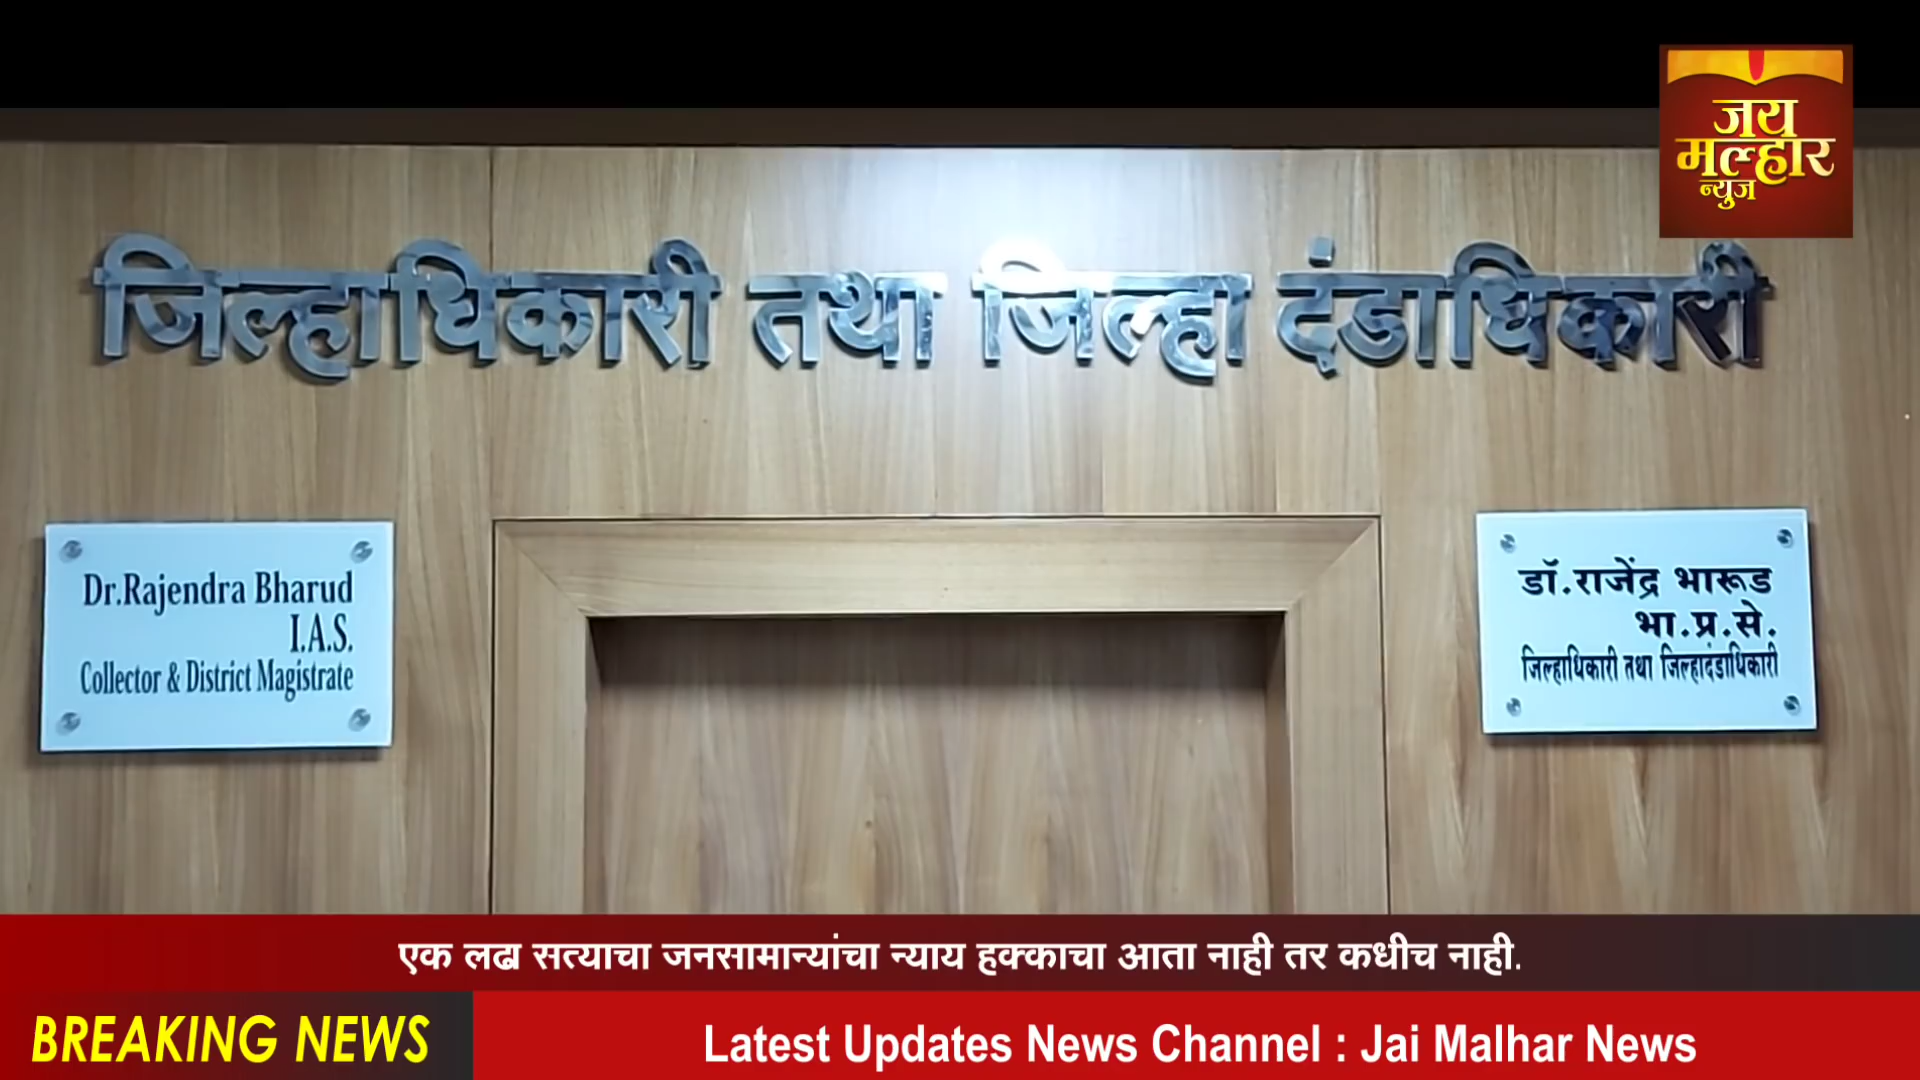 जय
मल्हार
न्युज
जिल्हाधिकारी तथा जिल्हा दंडाधिकारी
Dr.Rajendra Bharud
I.A.S.
Collector & District Magistrate
डॉ.राजेंद्र भारूड
भा.प्र.से.
जिल्हाधिकारी तथा जिल्हादंडाधिकारी
एक लढा सत्याचा जनसामान्यांचा न्याय हक्काचा आता नाही तर कधीच नाही.
BREAKING NEWS
Latest Updates News Channel : Jai Malhar News